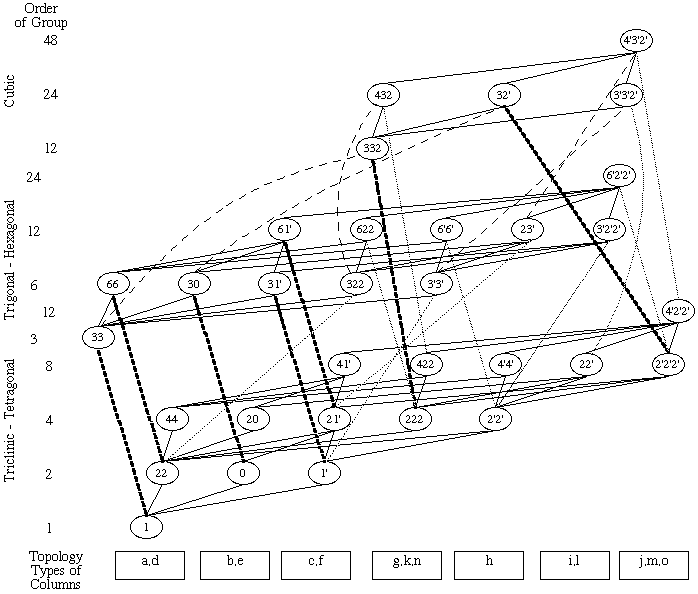 Order
of Group
48
4'3'2'
Cubic
24
432
32'
3'3'2'
12
332
24
6'2'2'
Trigonal - Hexagonal
12
61'
622
6'6'
23'
3'2'2'
6
66
30
31'
322
3'3'
12
4'2'2'
3
33
Triclinic - Tetragonal
8
41'
422
4'4'
22'
2'2'2'
4
44
20
21'
222
2'2'
2
22
0
1'
1
1
Topology
Types of
Columns
a,d
b,e
c,f
g,k,n
h
i,l
j,m,o